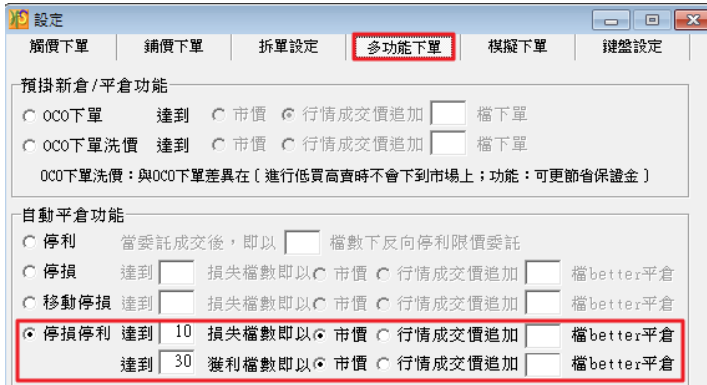 設定
觸價下單 鋪價下單 拆單設定 多功能下單 模擬下單 鍵盤設定
預掛新倉/平倉功能
OCO下單 達到 市價 行情成交價追加 檔下單
OCO下單洗價 達到 市價 行情成交價追加 檔下單
OCO下單洗價:與OCO下單差異在〔進行低買高賣時不會下到市場上;功能:可更節省保證金〕
自動平倉功能
停利 當委託成交後,即以 檔數下反向停利限價委託
停損 達到 損失檔數即以 市價 行情成交價追加 檔better平倉
移動停損 達到 損失檔數即以 市價 行情成交價追加 檔better平倉
停損停利 達到 10 損失檔數即以 市價 行情成交價追加 檔better平倉
達到 30 獲利檔數即以 市價 行情成交價追加 檔better平倉